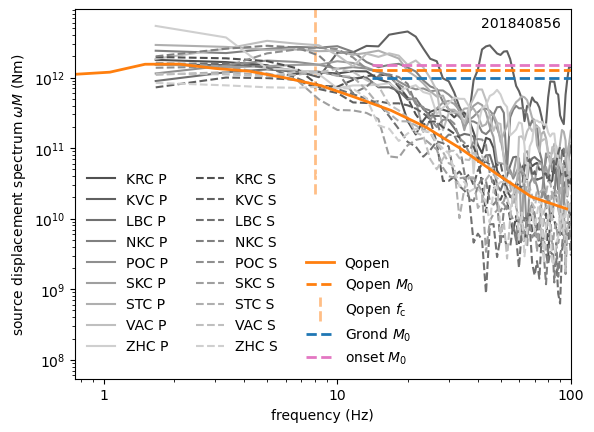 201840856
source displacement spectrum ωM (Nm)
10¹²
10¹¹
10¹⁰
10⁹
10⁸
KRC P
KVC P
LBC P
NKC P
POC P
SKC P
STC P
VAC P
ZHC P
KRC S
KVC S
LBC S
NKC S
POC S
SKC S
STC S
VAC S
ZHC S
Qopen
Qopen M₀
Qopen f_c
Grond M₀
onset M₀
1
10
100
frequency (Hz)